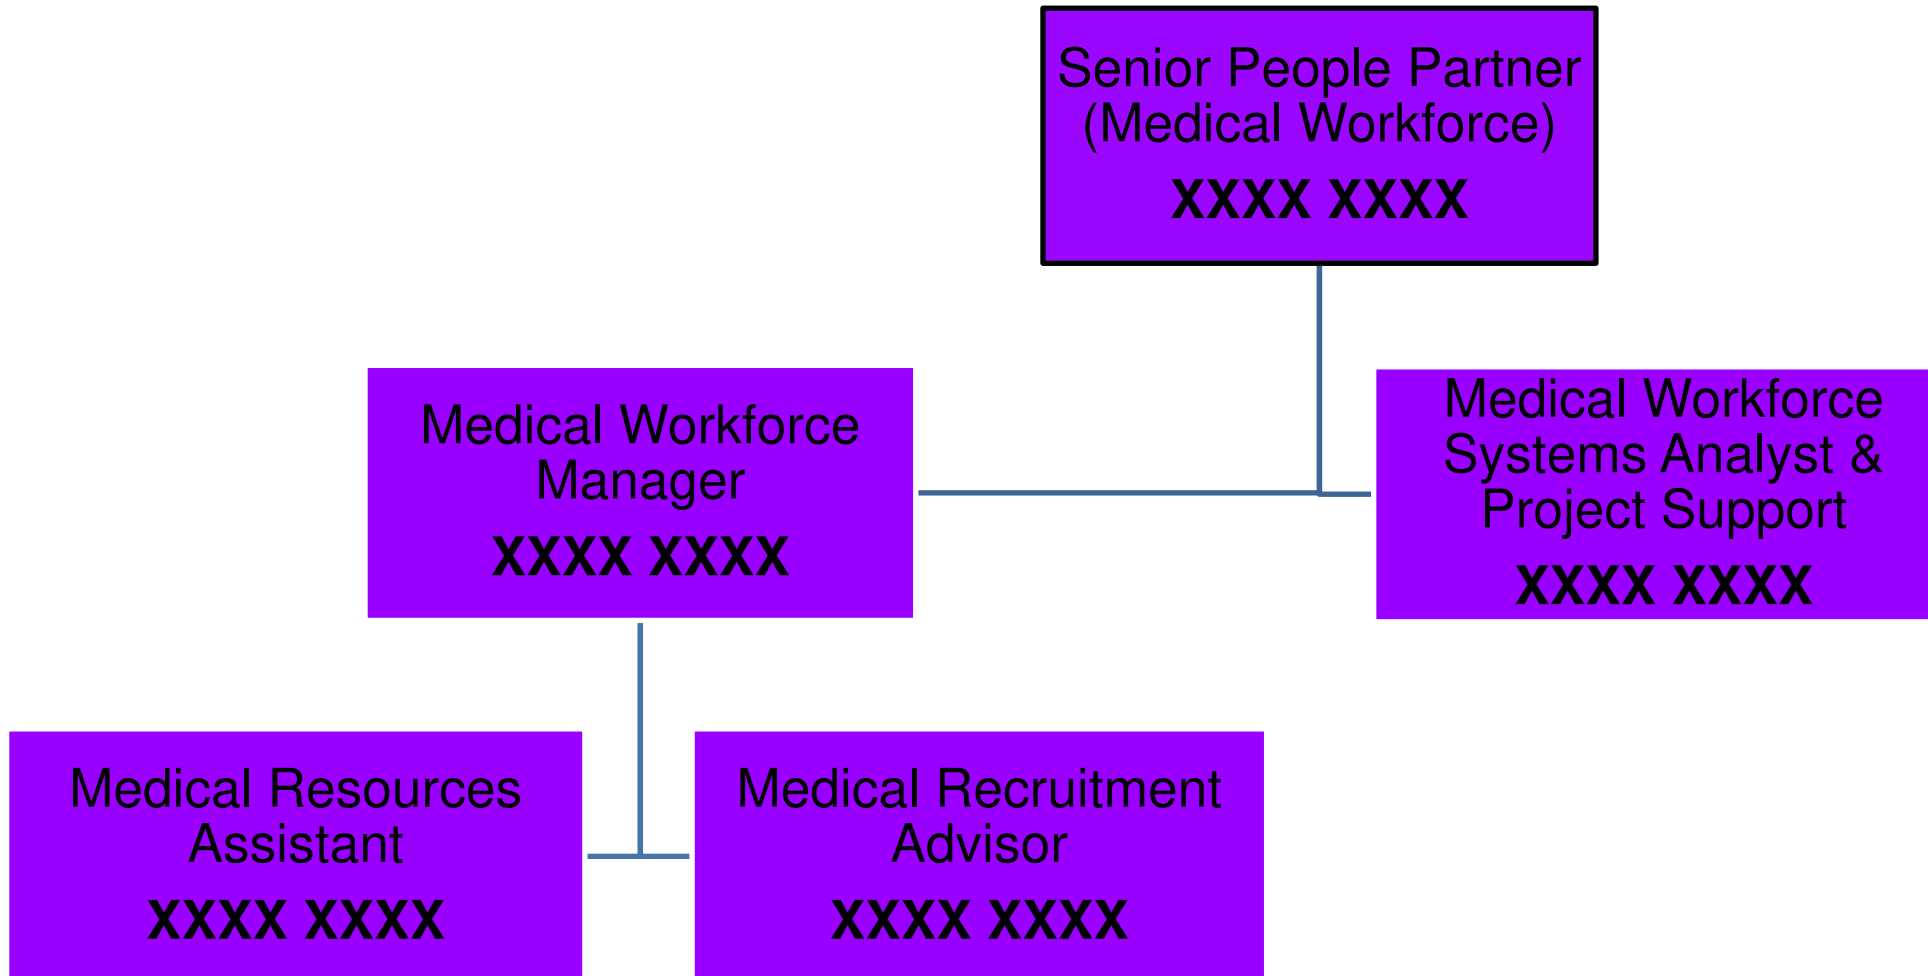 Senior People Partner
(Medical Workforce)
XXXX XXXX
Medical Workforce
Manager
XXXX XXXX
Medical Workforce
Systems Analyst &
Project Support
XXXX XXXX
Medical Resources
Assistant
XXXX XXXX
Medical Recruitment
Advisor
XXXX XXXX